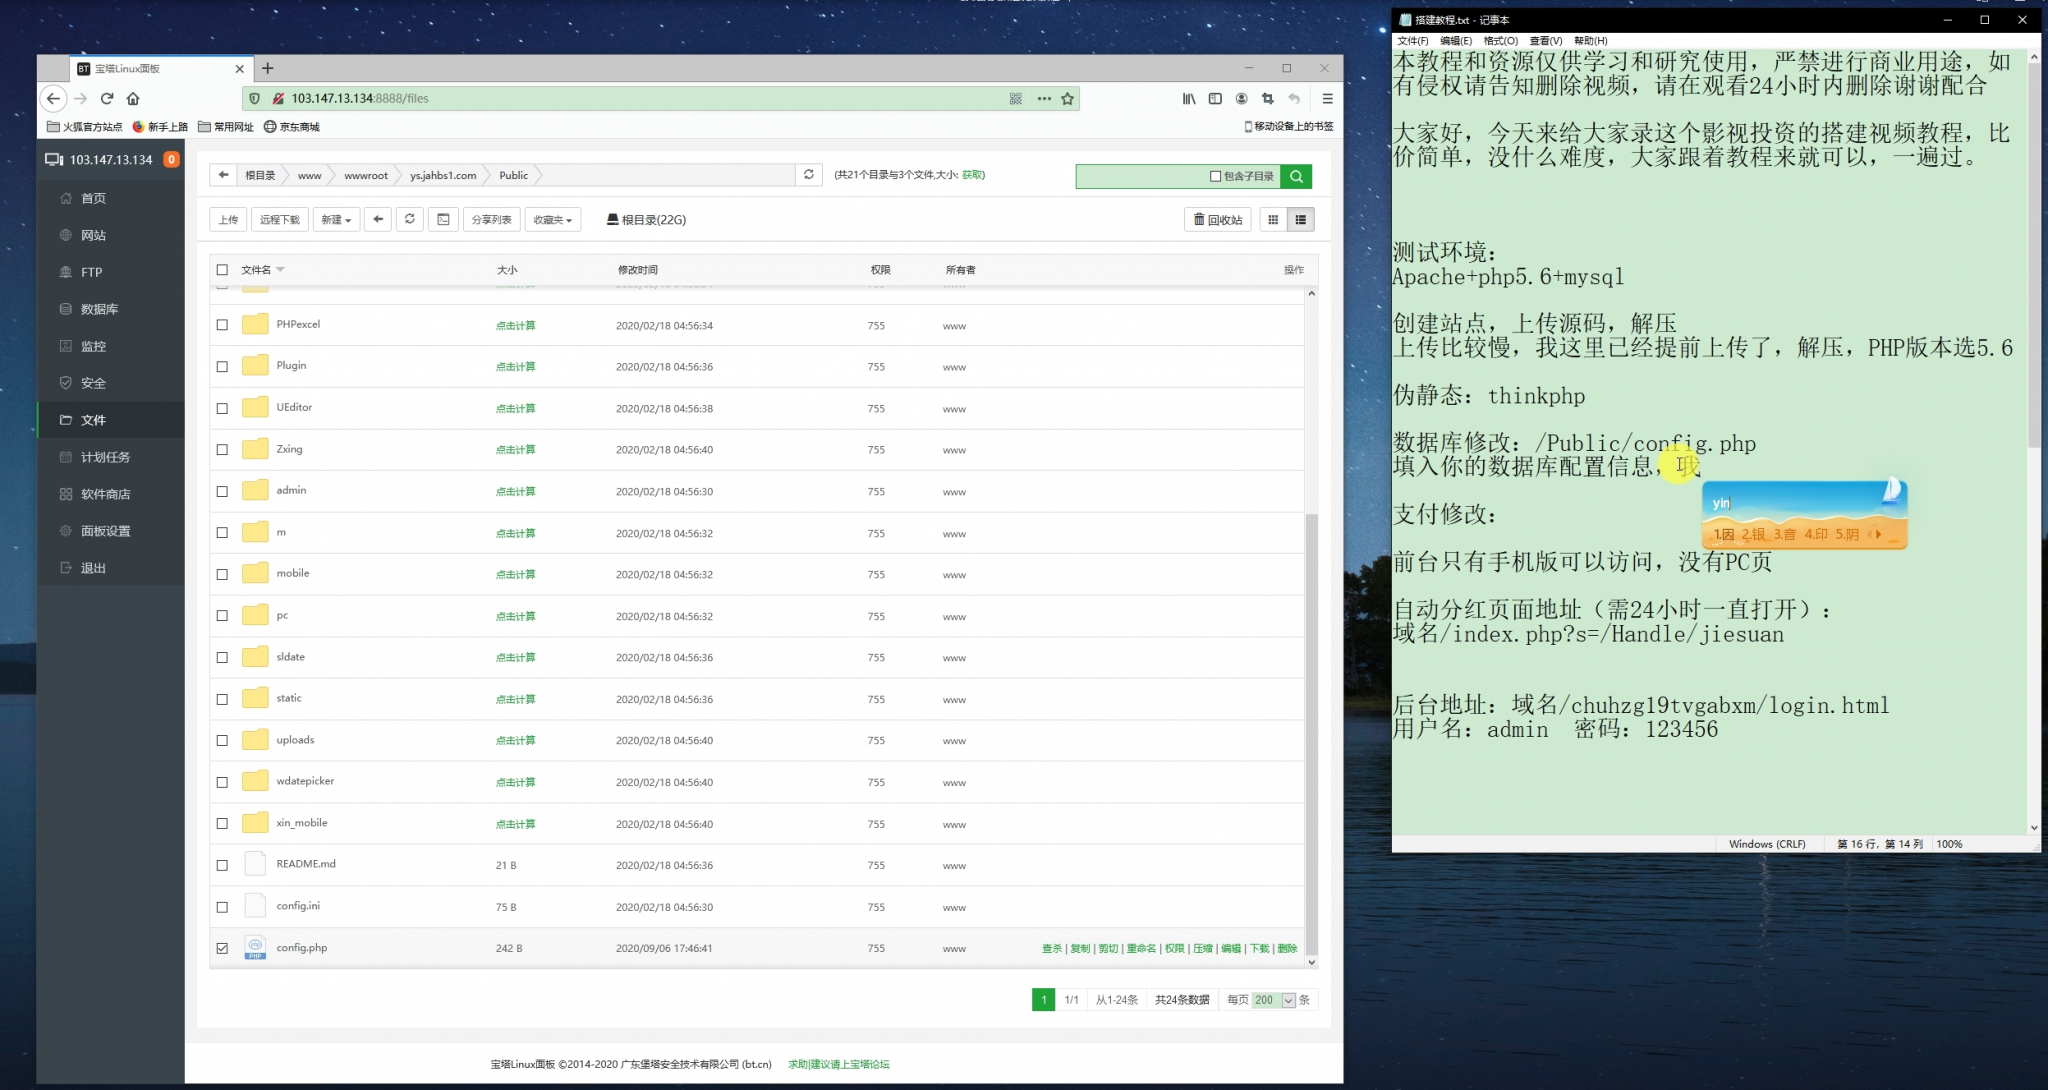 宝塔Linux面板
103.147.13.134:8888/files
火狐官方站点 新手上路 常用网址 京东商城 移动设备上的书签
103.147.13.134 0
首页
网站
FTP
数据库
监控
安全
文件
计划任务
软件商店
面板设置
退出
根目录 www wwwroot ys.jahbs1.com Public (共21个目录与3个文件,大小: 获取) 包含子目录
上传 远程下载 新建 分享列表 收藏夹 根目录(22G) 回收站
文件名 大小 修改时间 权限 所有者 操作
PHPexcel 点击计算 2020/02/18 04:56:34 755 www
Plugin 点击计算 2020/02/18 04:56:36 755 www
UEditor 点击计算 2020/02/18 04:56:38 755 www
Zxing 点击计算 2020/02/18 04:56:40 755 www
admin 点击计算 2020/02/18 04:56:30 755 www
m 点击计算 2020/02/18 04:56:32 755 www
mobile 点击计算 2020/02/18 04:56:32 755 www
pc 点击计算 2020/02/18 04:56:32 755 www
sldate 点击计算 2020/02/18 04:56:36 755 www
static 点击计算 2020/02/18 04:56:36 755 www
uploads 点击计算 2020/02/18 04:56:40 755 www
wdatepicker 点击计算 2020/02/18 04:56:40 755 www
xin_mobile 点击计算 2020/02/18 04:56:40 755 www
README.md 21 B 2020/02/18 04:56:36 755 www
config.ini 75 B 2020/02/18 04:56:30 755 www
config.php 242 B 2020/09/06 17:46:41 755 www 查杀 | 复制 | 剪切 | 重命名 | 权限 | 压缩 | 编辑 | 下载 | 删除
1 1/1 从1-24条 共24条数据 每页 200 条
宝塔Linux面板 ©2014-2020 广东堡塔安全技术有限公司 (bt.cn) 求助|建议请上宝塔论坛
搭建教程.txt - 记事本
文件(F) 编辑(E) 格式(O) 查看(V) 帮助(H)
本教程和资源仅供学习和研究使用，严禁进行商业用途，如
有侵权请告知删除视频，请在观看24小时内删除谢谢配合
大家好，今天来给大家录这个影视投资的搭建视频教程，比
价简单，没什么难度，大家跟着教程来就可以，一遍过。
测试环境：
Apache+php5.6+mysql
创建站点，上传源码，解压
上传比较慢，我这里已经提前上传了，解压，PHP版本选5.6
伪静态：thinkphp
数据库修改：/Public/config.php
填入你的数据库配置信息，我
yin
1.因 2.银 3.音 4.印 5.阴
支付修改：
前台只有手机版可以访问，没有PC页
自动分红页面地址（需24小时一直打开）：
域名/index.php?s=/Handle/jiesuan
后台地址：域名/chuhzg19tvgabxm/login.html
用户名：admin 密码：123456
Windows (CRLF) 第 16 行，第 14 列 100%